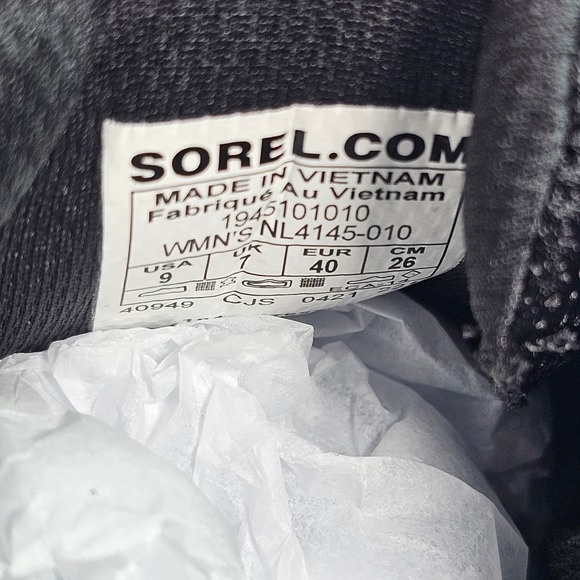 SOREL.COM
MADE IN VIETNAM
Fabriqué Au Vietnam
1945101010
WMN'S NL4145-010
USA UK EUR CM
9 7 40 26
40949 CJS 0421